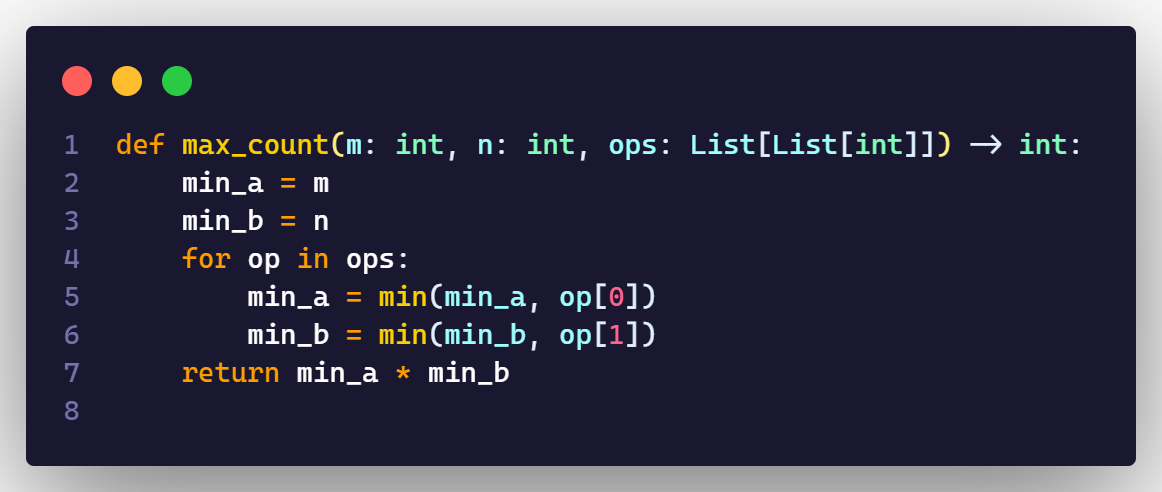 1 def max_count(m: int, n: int, ops: List[List[int]]) -> int:
2     min_a = m
3     min_b = n
4     for op in ops:
5         min_a = min(min_a, op[0])
6         min_b = min(min_b, op[1])
7     return min_a * min_b
8